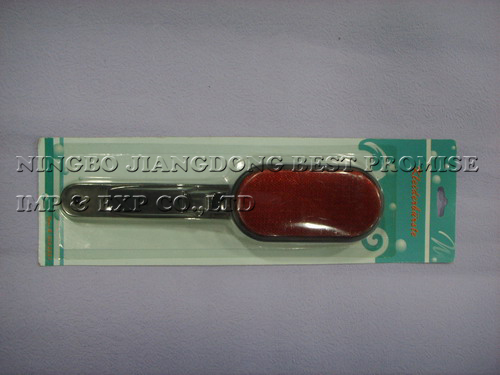 NINGBO JIANGDONG BEST PROMISE
IMP & EXP CO.,LTD